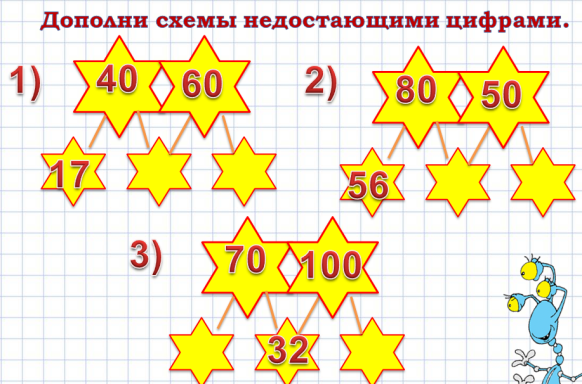 Дополни схемы недостающими цифрами.
1) 40 60
2) 80 50
17
56
3) 70 100
32